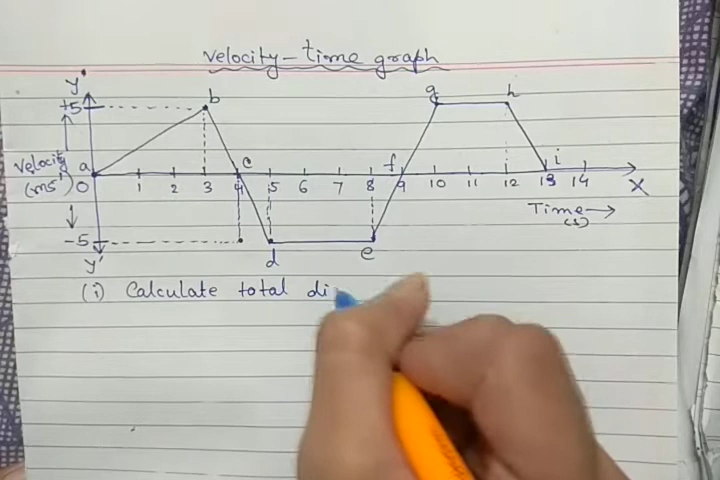 Velocity-time graph
y'
+5
b
g
h
Velocity
(ms⁻¹)
a
c
f
i
0 1 2 3 4 5 6 7 8 9 10 11 12 13 14
X
Time
(s)
-5
y'
d
e
(i) Calculate total di